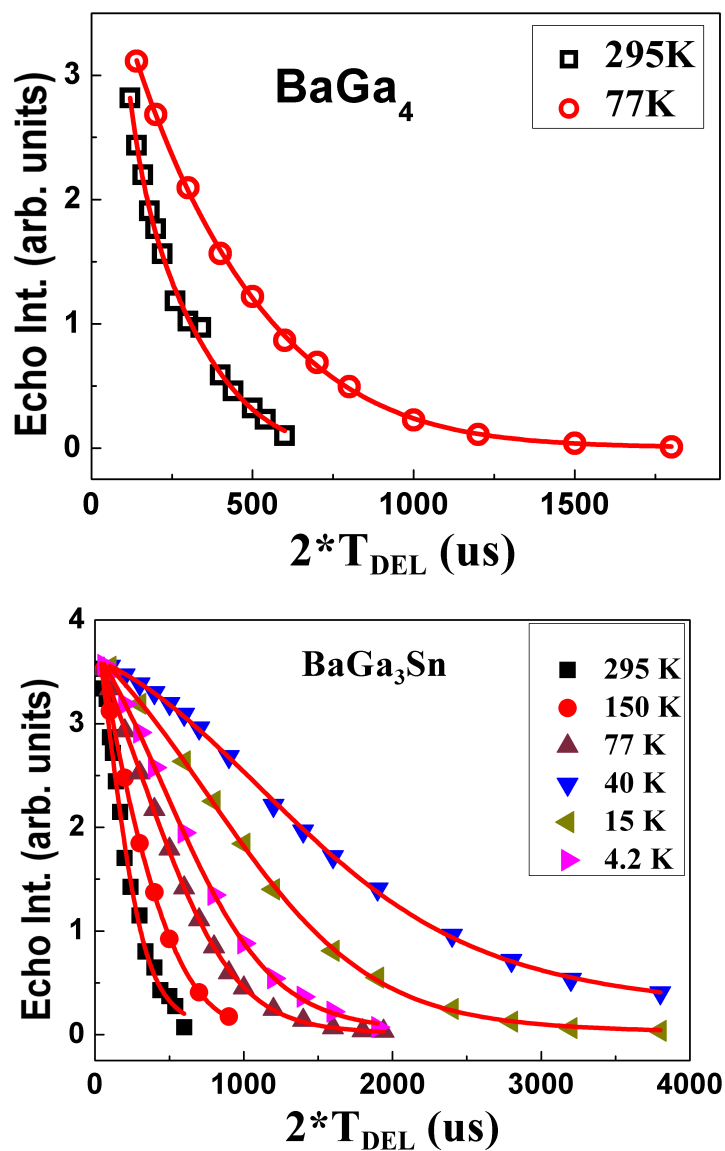 BaGa4
295K
77K
Echo Int. (arb. units)
3
2
1
0
0
500
1000
1500
2*TDEL (us)
BaGa3Sn
295 K
150 K
77 K
40 K
15 K
4.2 K
Echo Int. (arb. units)
4
3
2
1
0
0
1000
2000
3000
4000
2*TDEL (us)